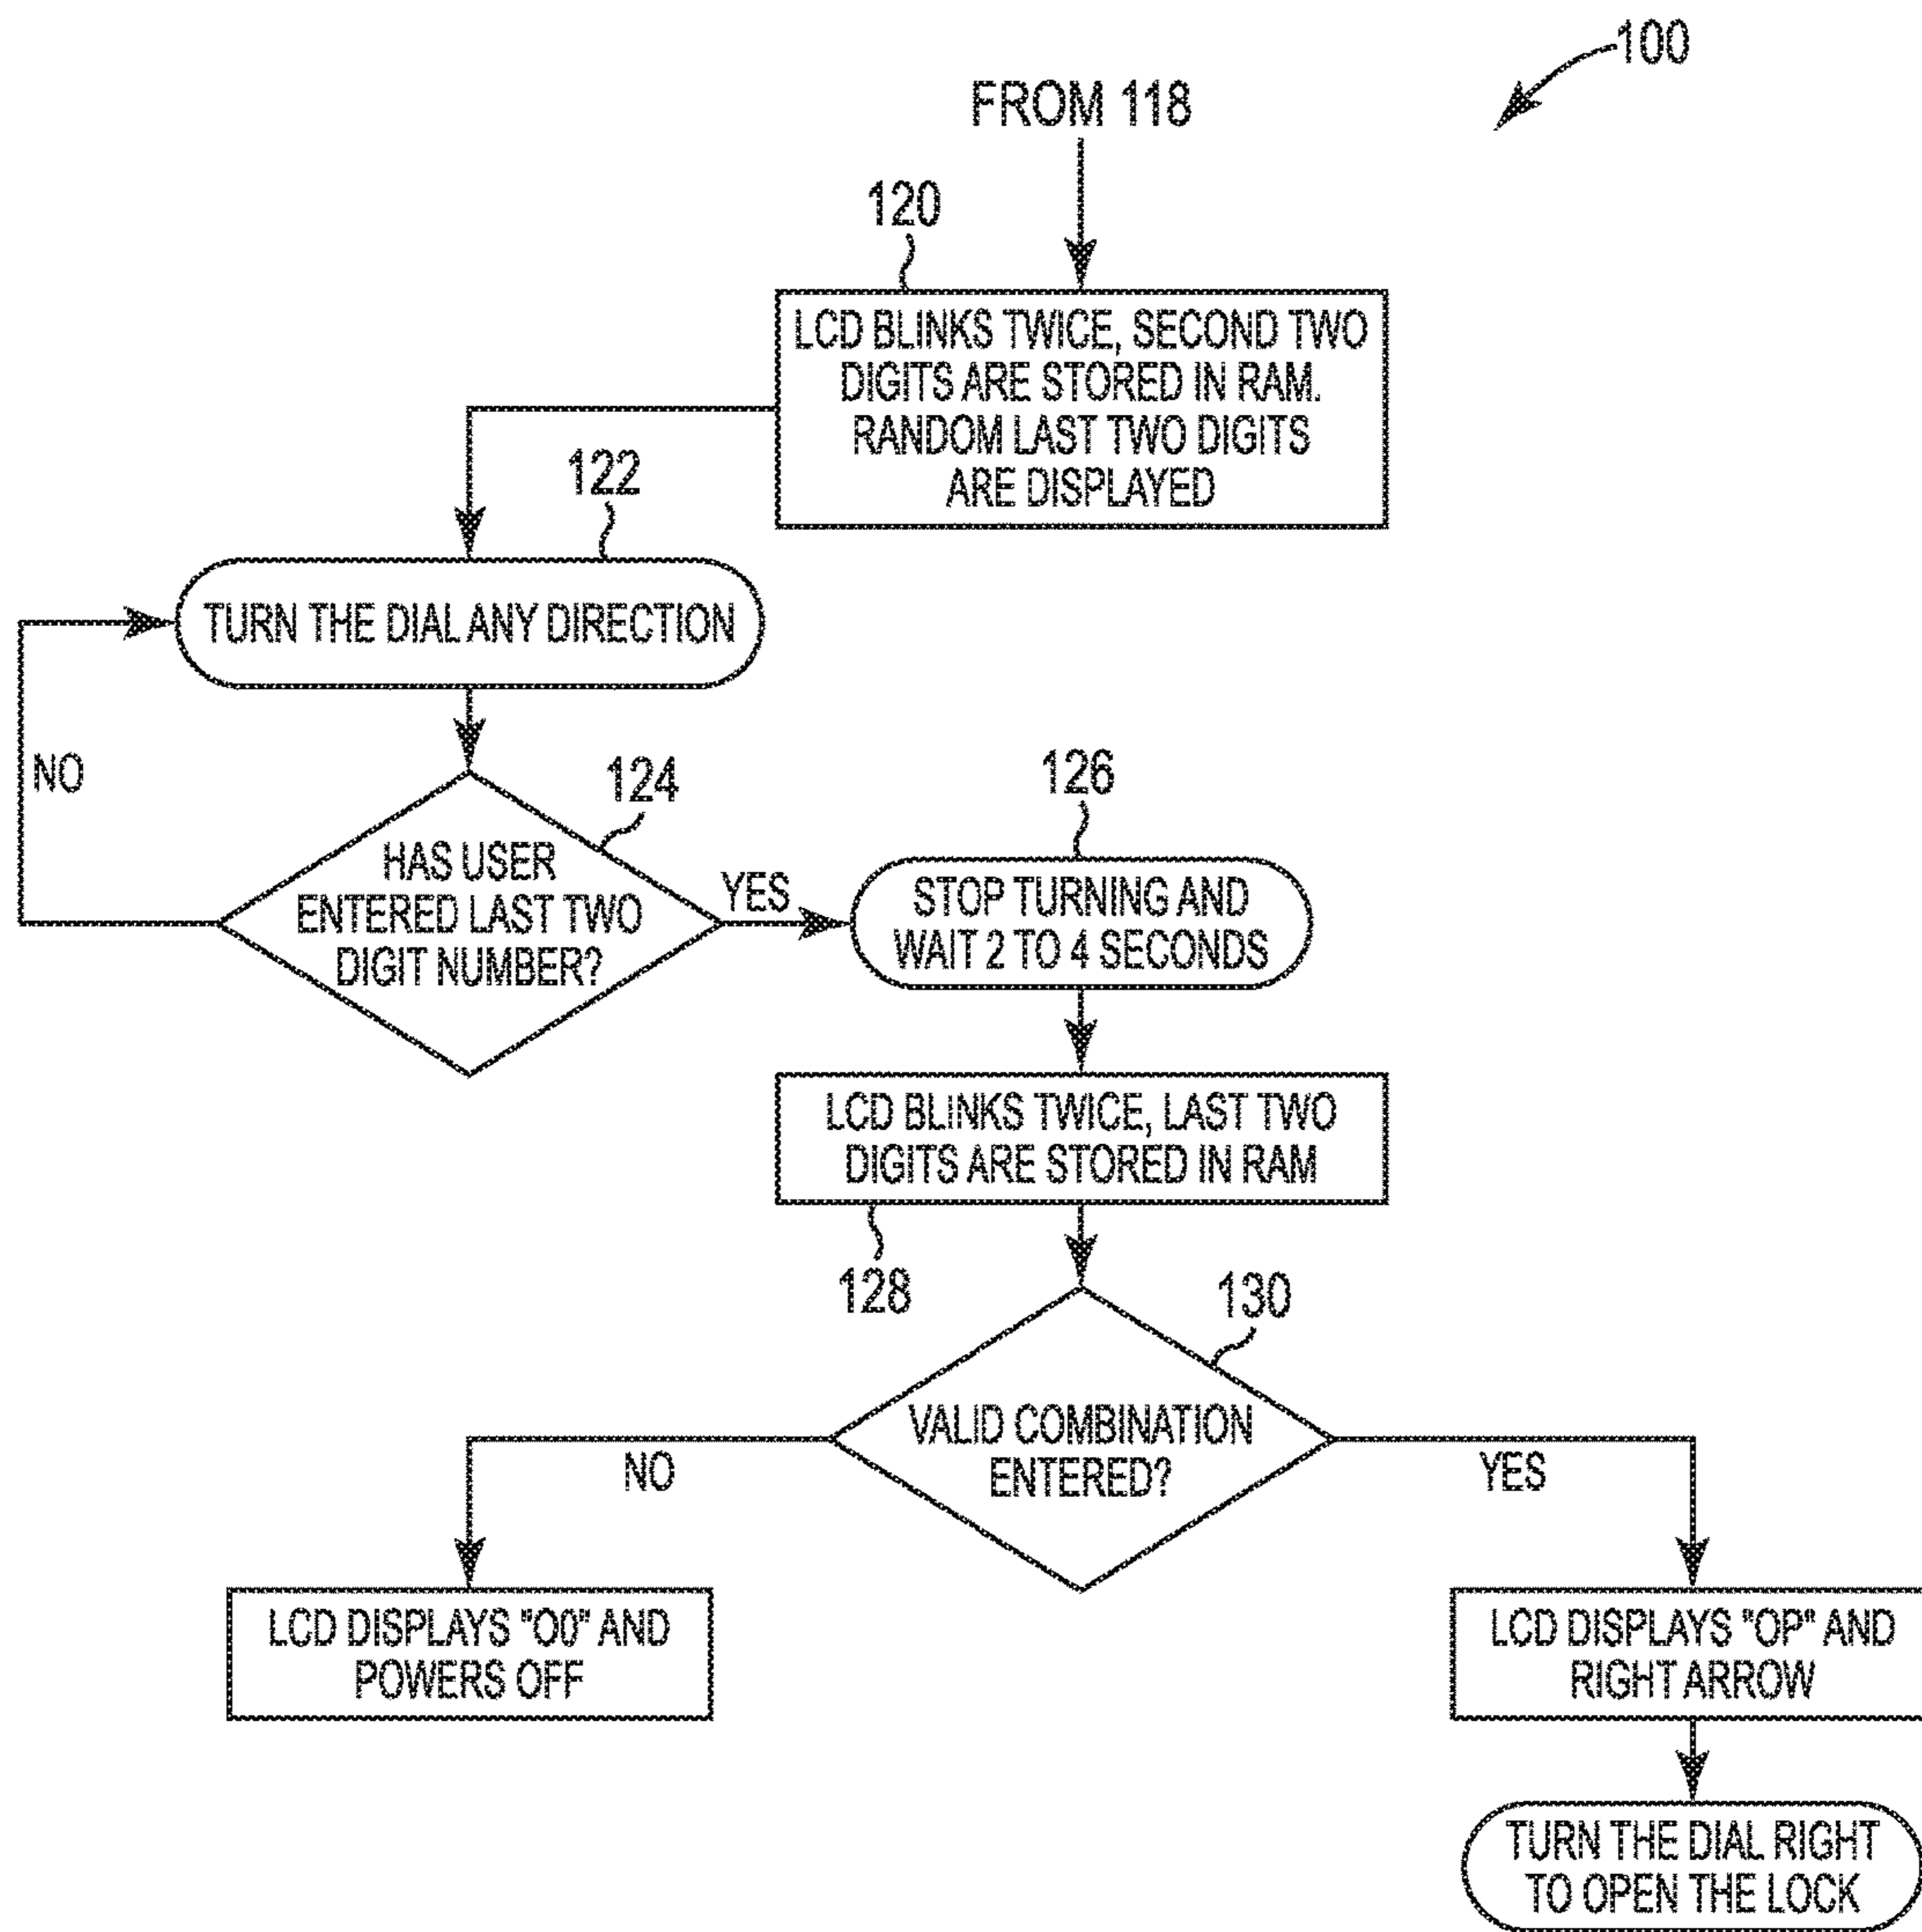 100
FROM 118
120
LCD BLINKS TWICE, SECOND TWO
DIGITS ARE STORED IN RAM.
RANDOM LAST TWO DIGITS
ARE DISPLAYED
122
TURN THE DIAL ANY DIRECTION
NO
124
HAS USER
ENTERED LAST TWO
DIGIT NUMBER?
YES
126
STOP TURNING AND
WAIT 2 TO 4 SECONDS
LCD BLINKS TWICE, LAST TWO
DIGITS ARE STORED IN RAM
128
130
VALID COMBINATION
ENTERED?
NO
YES
LCD DISPLAYS "O0" AND
POWERS OFF
LCD DISPLAYS "OP" AND
RIGHT ARROW
TURN THE DIAL RIGHT
TO OPEN THE LOCK